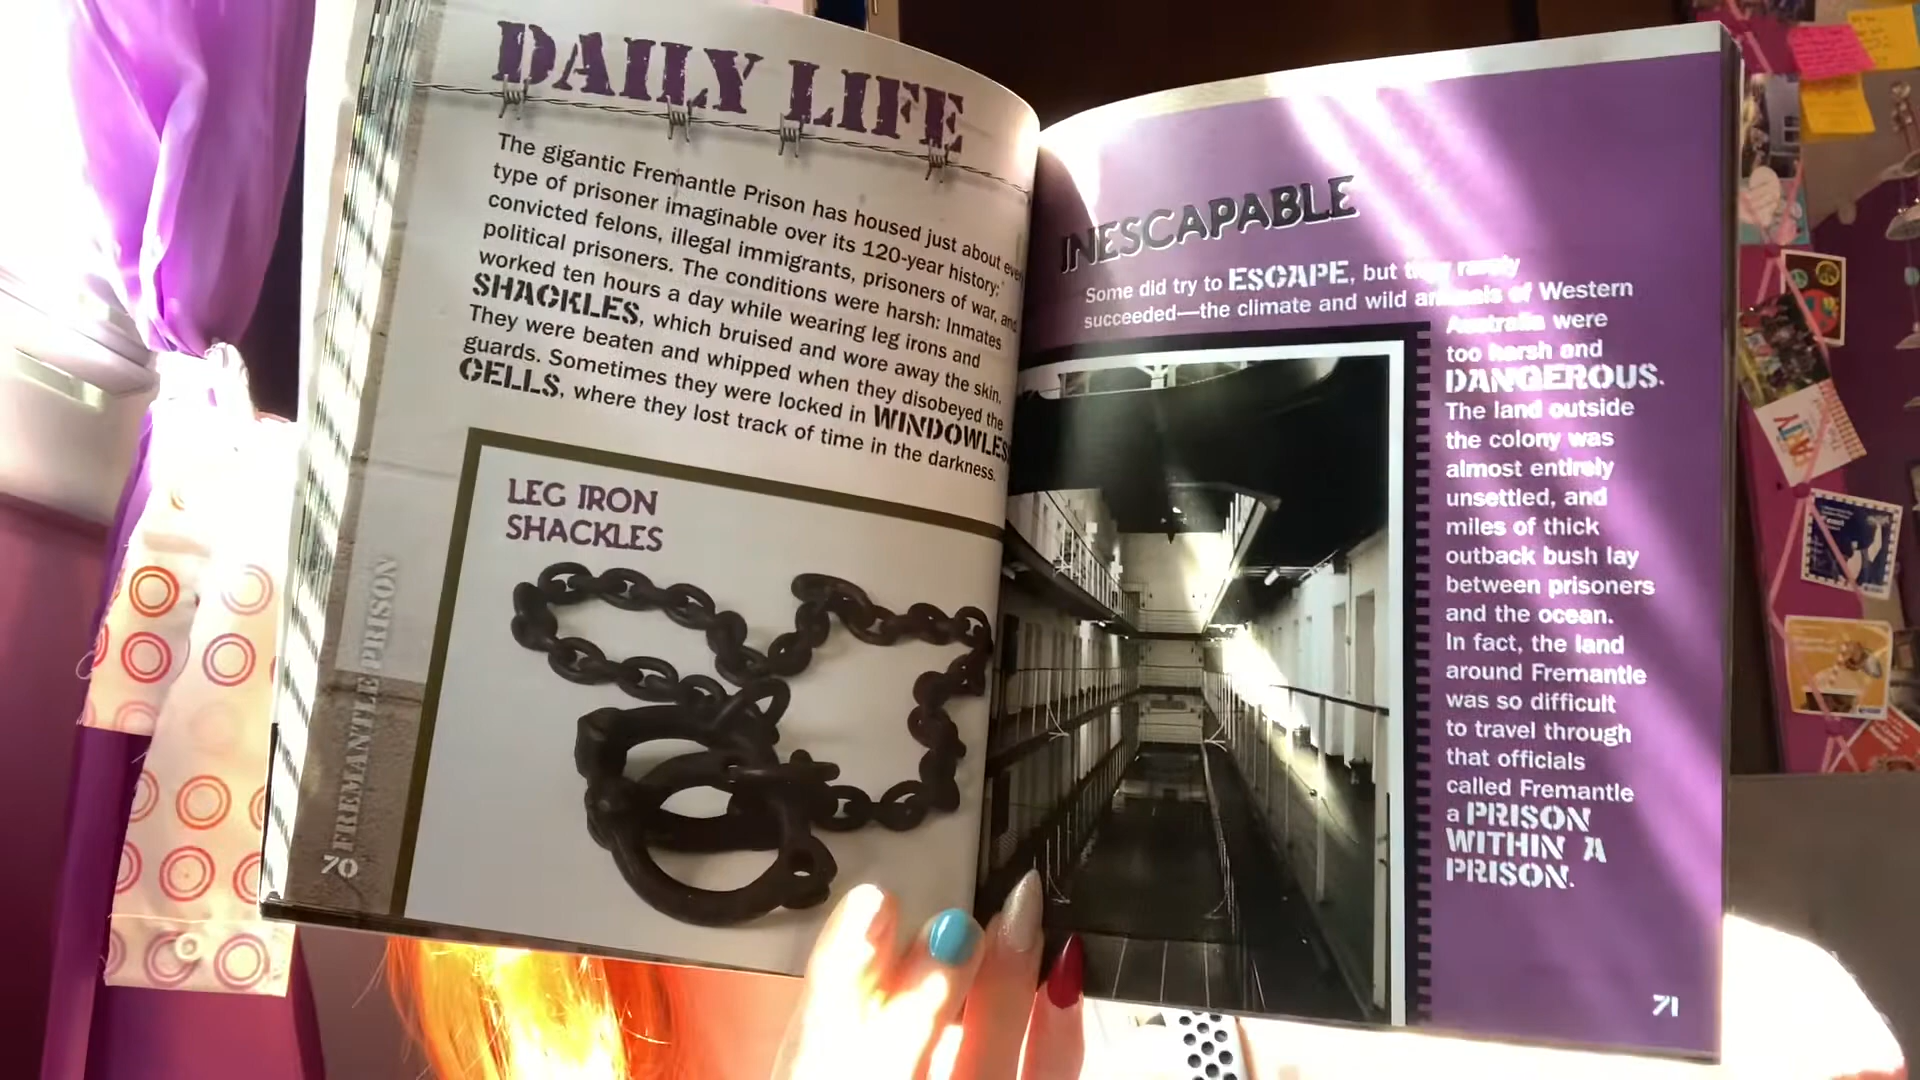 DAILY LIFE
The gigantic Fremantle Prison has housed just about
type of prisoner imaginable over its 120-year history:
convicted felons, illegal immigrants, prisoners of war, and
political prisoners. The conditions were harsh: Inmates
worked ten hours a day while wearing leg irons and
SHACKLES, which bruised and wore away the skin.
They were beaten and whipped when they disobeyed the
guards. Sometimes they were locked in WINDOWLESS
CELLS, where they lost track of time in the darkness.
LEG IRON
SHACKLES
FREMANTLE PRISON
70
INESCAPABLE
Some did try to ESCAPE, but they rarely
succeeded—the climate and wild animals of Western
Australia were
too harsh and
DANGEROUS.
The land outside
the colony was
almost entirely
unsettled, and
miles of thick
outback bush lay
between prisoners
and the ocean.
In fact, the land
around Fremantle
was so difficult
to travel through
that officials
called Fremantle
a PRISON
WITHIN A
PRISON.
71